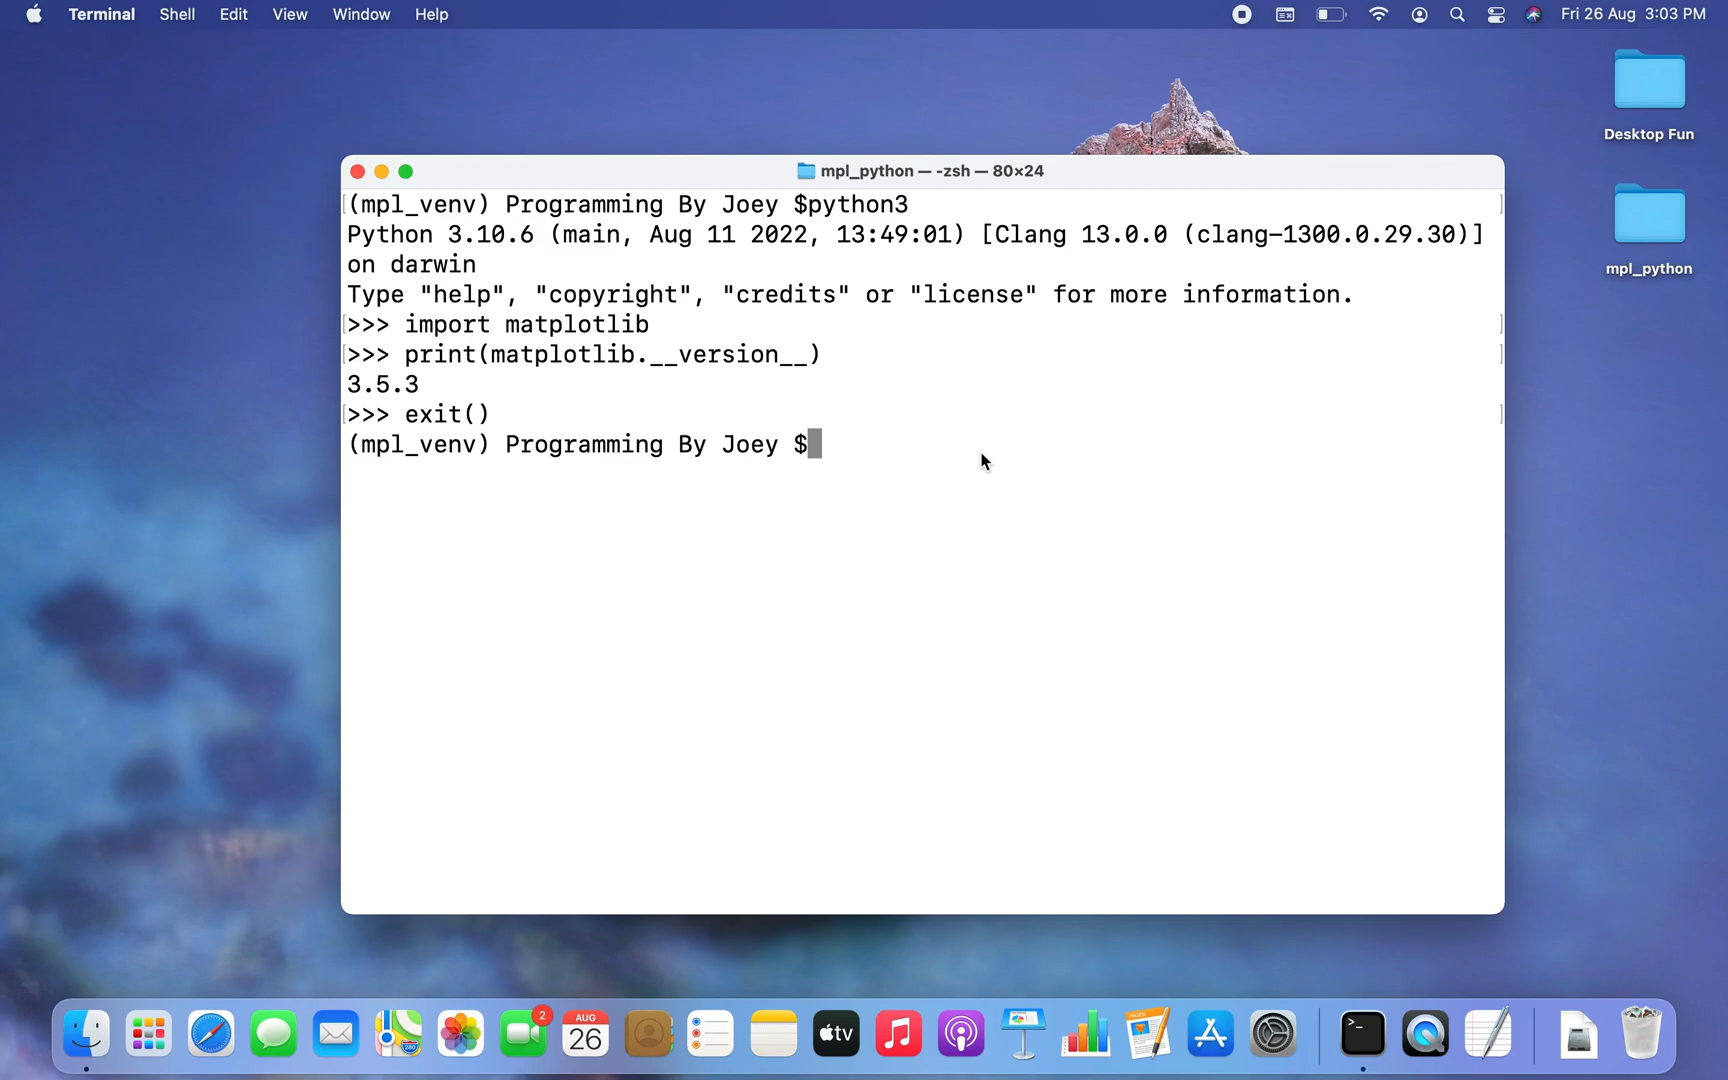 Terminal Shell Edit View Window Help
Fri 26 Aug 3:03 PM
Desktop Fun
mpl_python
mpl_python — -zsh — 80×24
(mpl_venv) Programming By Joey $python3
Python 3.10.6 (main, Aug 11 2022, 13:49:01) [Clang 13.0.0 (clang-1300.0.29.30)]
on darwin
Type "help", "copyright", "credits" or "license" for more information.
>>> import matplotlib
>>> print(matplotlib.__version__)
3.5.3
>>> exit()
(mpl_venv) Programming By Joey $
2
AUG
26
tv
PAGES
>_